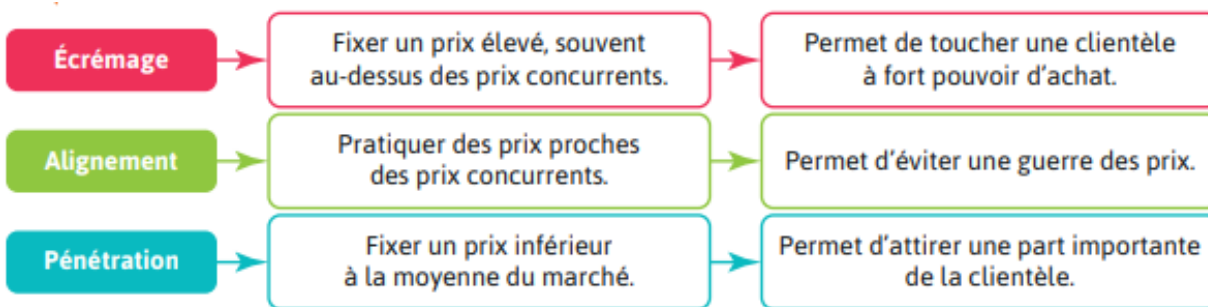 Écrémage
Fixer un prix élevé, souvent
au-dessus des prix concurrents.
Permet de toucher une clientèle
à fort pouvoir d'achat.
Alignement
Pratiquer des prix proches
des prix concurrents.
Permet d'éviter une guerre des prix.
Pénétration
Fixer un prix inférieur
à la moyenne du marché.
Permet d'attirer une part importante
de la clientèle.